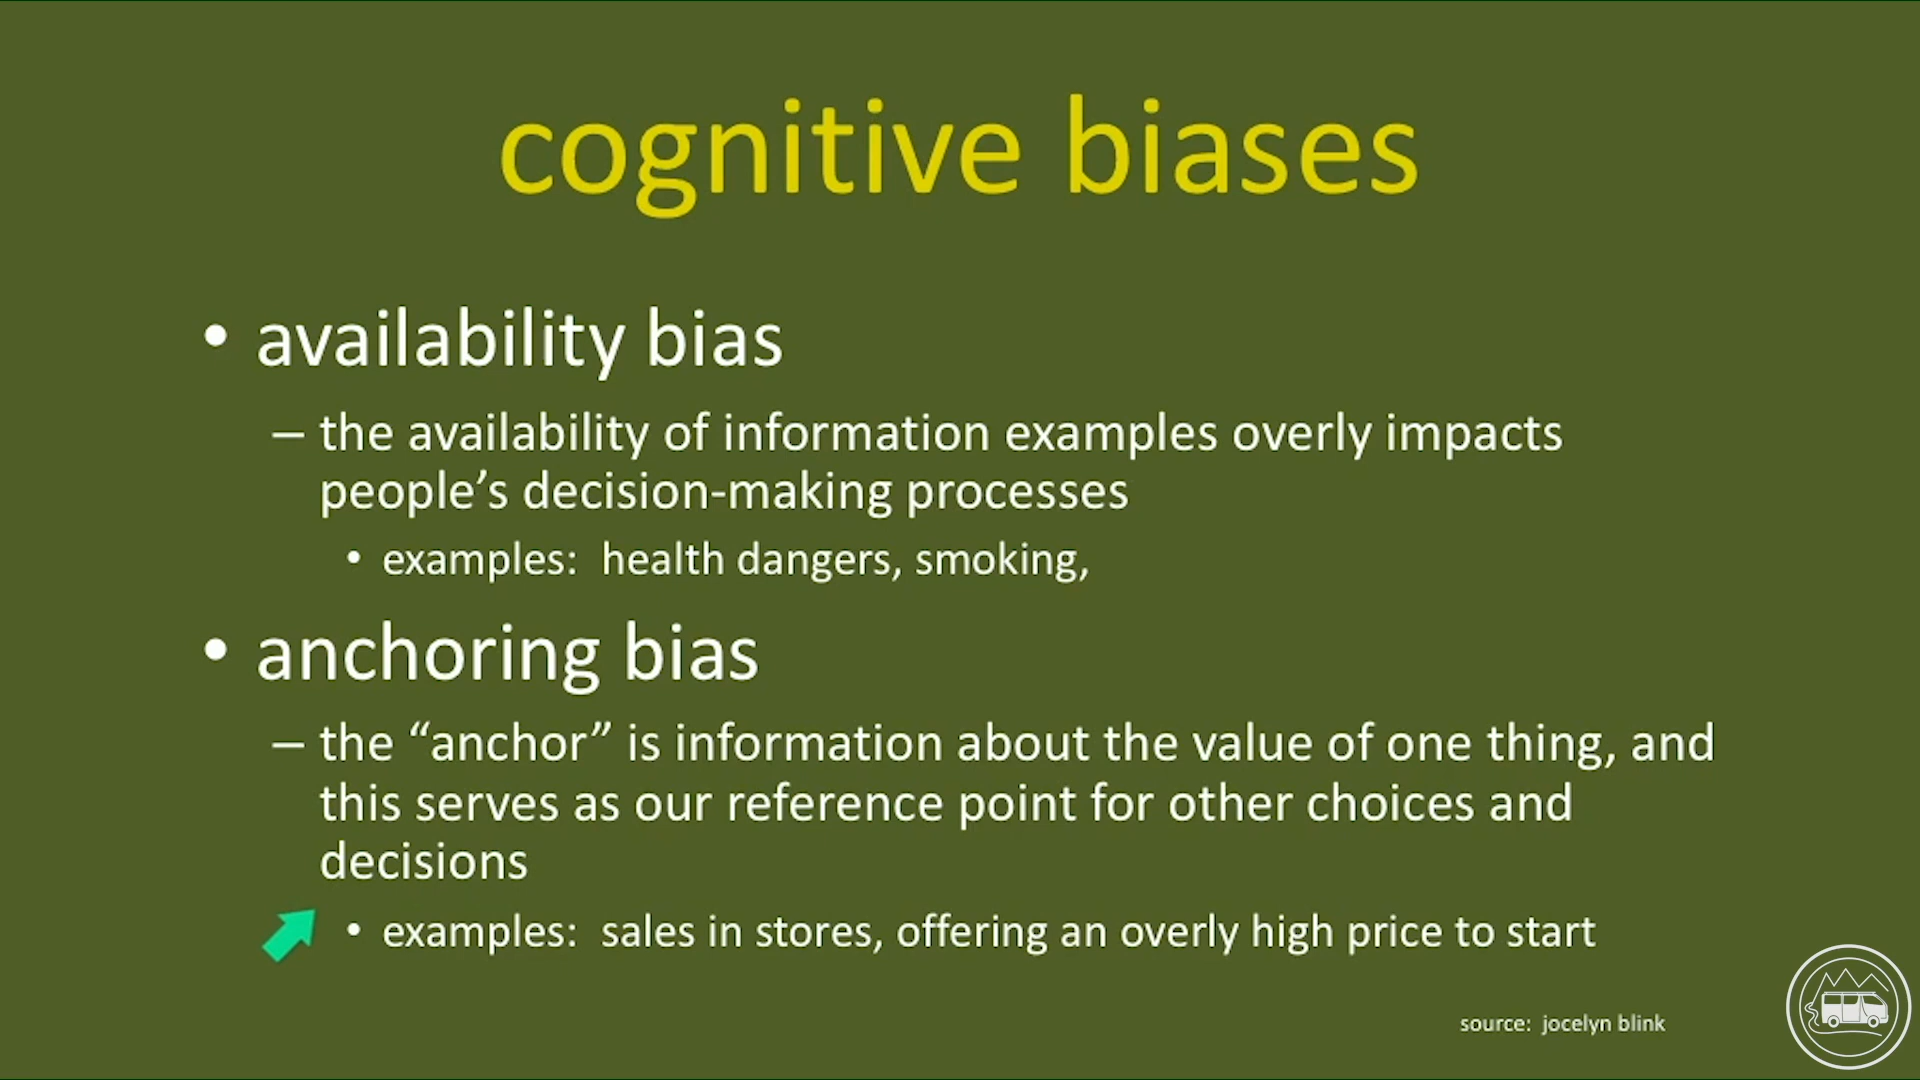 cognitive biases
• availability bias
– the availability of information examples overly impacts
people’s decision-making processes
• examples:  health dangers, smoking,
• anchoring bias
– the “anchor” is information about the value of one thing, and
this serves as our reference point for other choices and
decisions
• examples:  sales in stores, offering an overly high price to start
source:  jocelyn blink